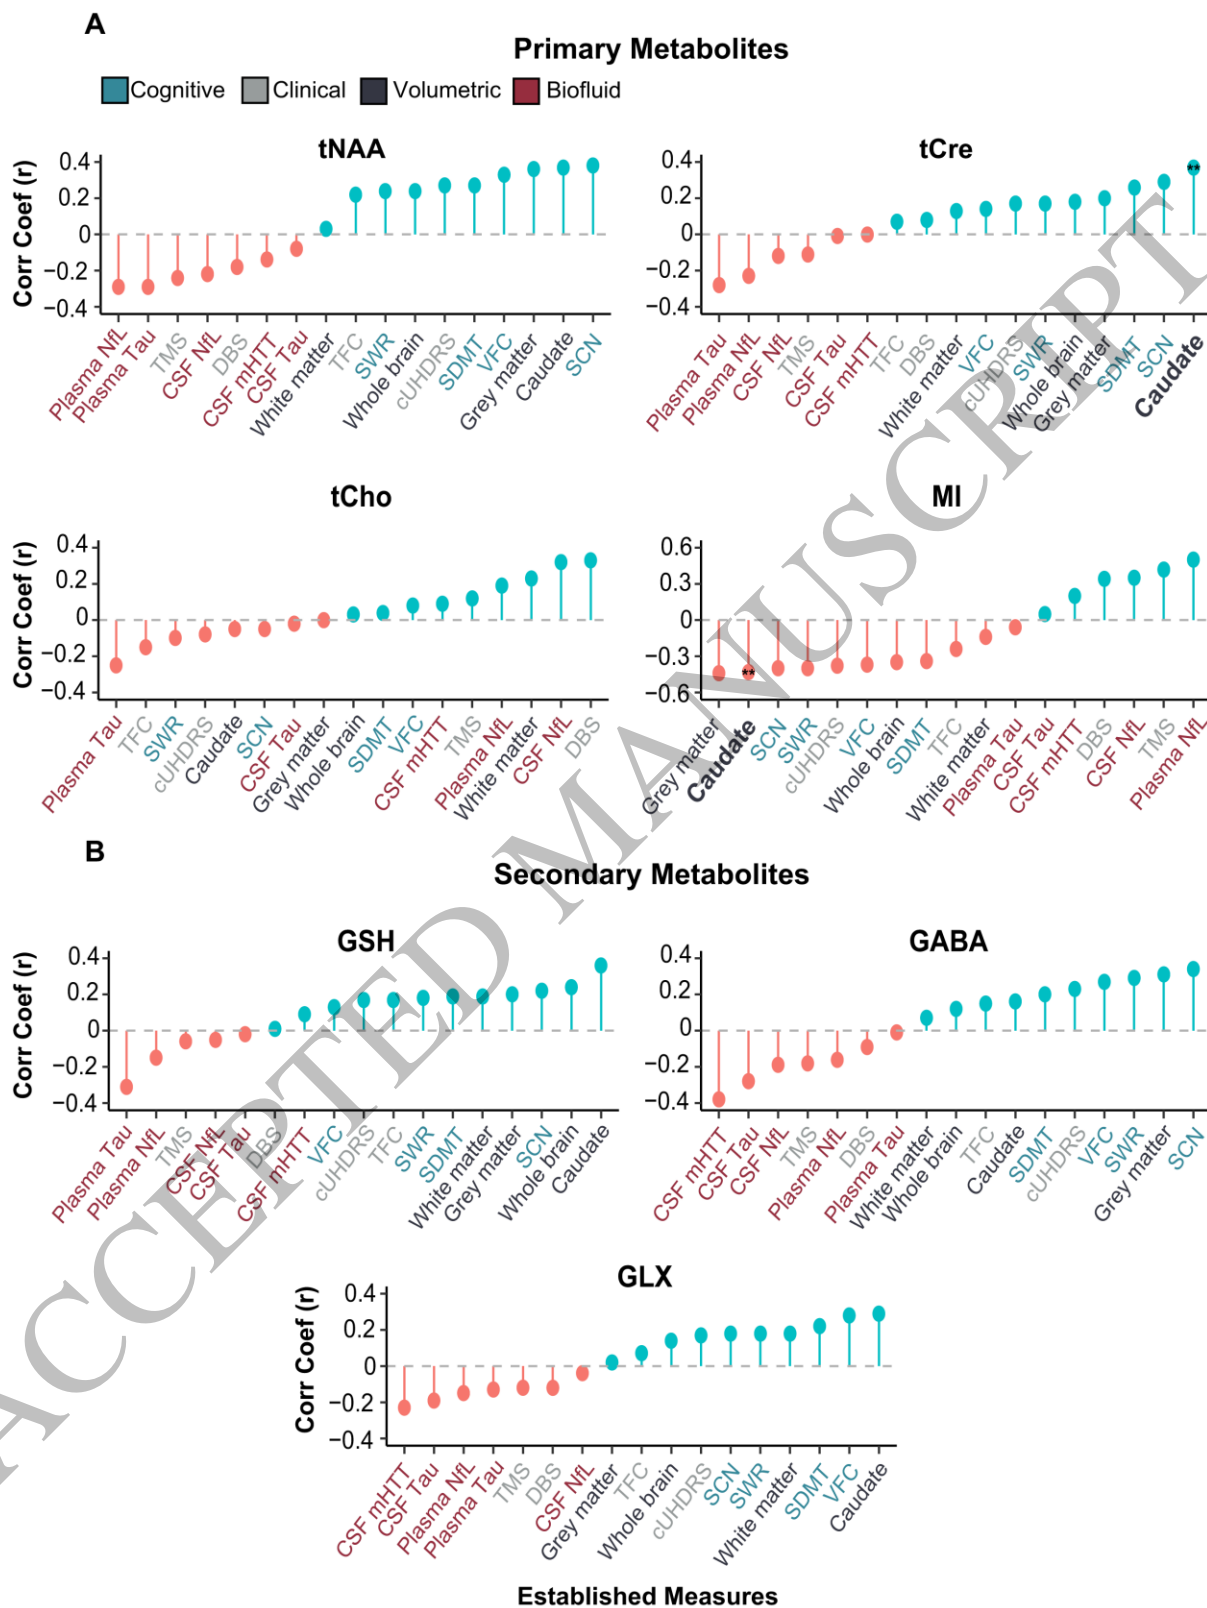 A
Primary Metabolites
Cognitive Clinical Volumetric Biofluid
tNAA
Corr Coef (r)
0.4
0.2
0
−0.2
−0.4
Plasma NfL
Plasma Tau
TMS
CSF NfL
DBS
CSF mHTT
CSF Tau
White matter
TFC
SWR
Whole brain
cUHDRS
SDMT
VFC
Grey matter
Caudate
SCN
tCre
0.4
0.2
0
−0.2
−0.4
**
Plasma Tau
Plasma NfL
CSF NfL
TMS
CSF Tau
CSF mHTT
TFC
DBS
White matter
VFC
cUHDRS
SWR
Whole brain
Grey matter
SDMT
SCN
Caudate
tCho
Corr Coef (r)
0.4
0.2
0
−0.2
−0.4
Plasma Tau
TFC
SWR
cUHDRS
Caudate
SCN
CSF Tau
Grey matter
Whole brain
SDMT
VFC
CSF mHTT
TMS
Plasma NfL
White matter
CSF NfL
DBS
MI
0.6
0.3
0
−0.3
−0.6
**
Grey matter
Caudate
SCN
SWR
cUHDRS
VFC
Whole brain
SDMT
TFC
White matter
Plasma Tau
CSF Tau
CSF mHTT
DBS
CSF NfL
TMS
Plasma NfL
B
Secondary Metabolites
GSH
Corr Coef (r)
0.4
0.2
0
−0.2
−0.4
Plasma Tau
Plasma NfL
TMS
CSF NfL
CSF Tau
DBS
CSF mHTT
VFC
cUHDRS
TFC
SWR
SDMT
White matter
Grey matter
SCN
Whole brain
Caudate
GABA
0.4
0.2
0
−0.2
−0.4
CSF mHTT
CSF Tau
CSF NfL
TMS
Plasma NfL
DBS
Plasma Tau
White matter
Whole brain
TFC
Caudate
SDMT
cUHDRS
VFC
SWR
Grey matter
SCN
GLX
Corr Coef (r)
0.4
0.2
0
−0.2
−0.4
CSF mHTT
CSF Tau
Plasma NfL
Plasma Tau
TMS
DBS
CSF NfL
Grey matter
TFC
Whole brain
cUHDRS
SCN
SWR
White matter
SDMT
VFC
Caudate
Established Measures
ACCEPTED MANUSCRIPT